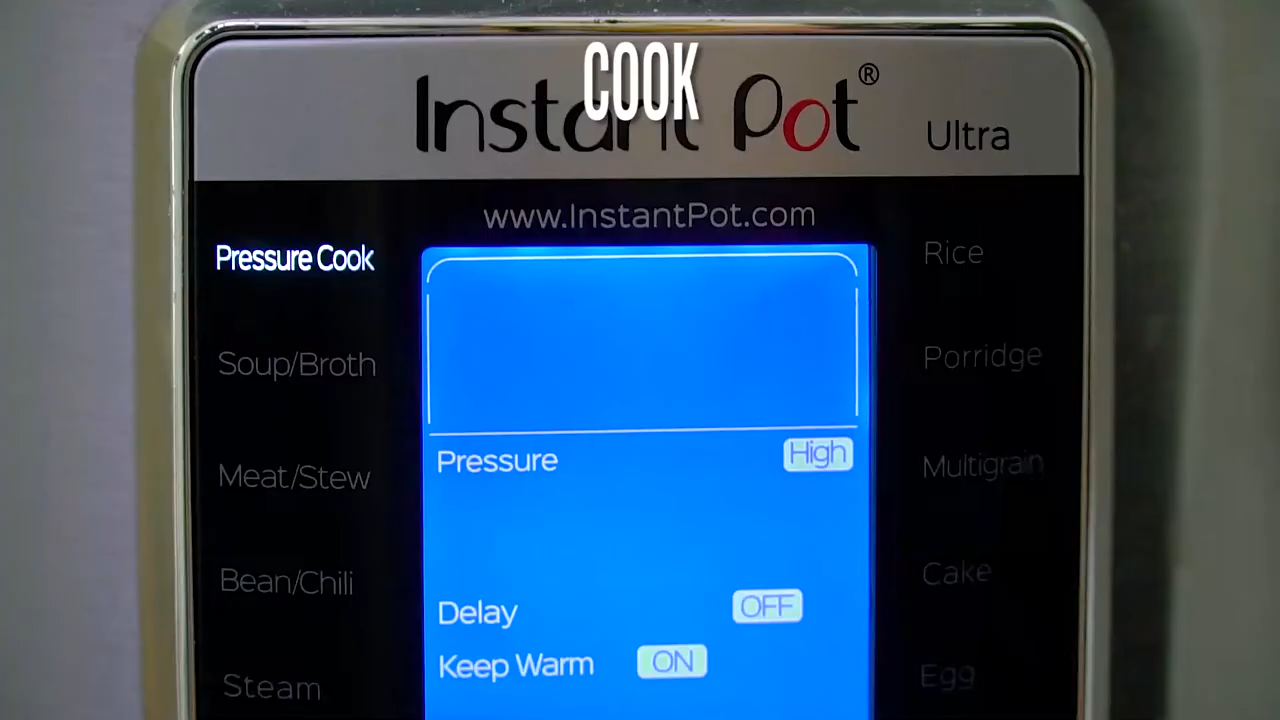 COOK
Instant Pot®
Ultra
www.InstantPot.com
Pressure Cook
Soup/Broth
Meat/Stew
Bean/Chili
Steam
Pressure High
Delay OFF
Keep Warm ON
Rice
Porridge
Multigrain
Cake
Egg